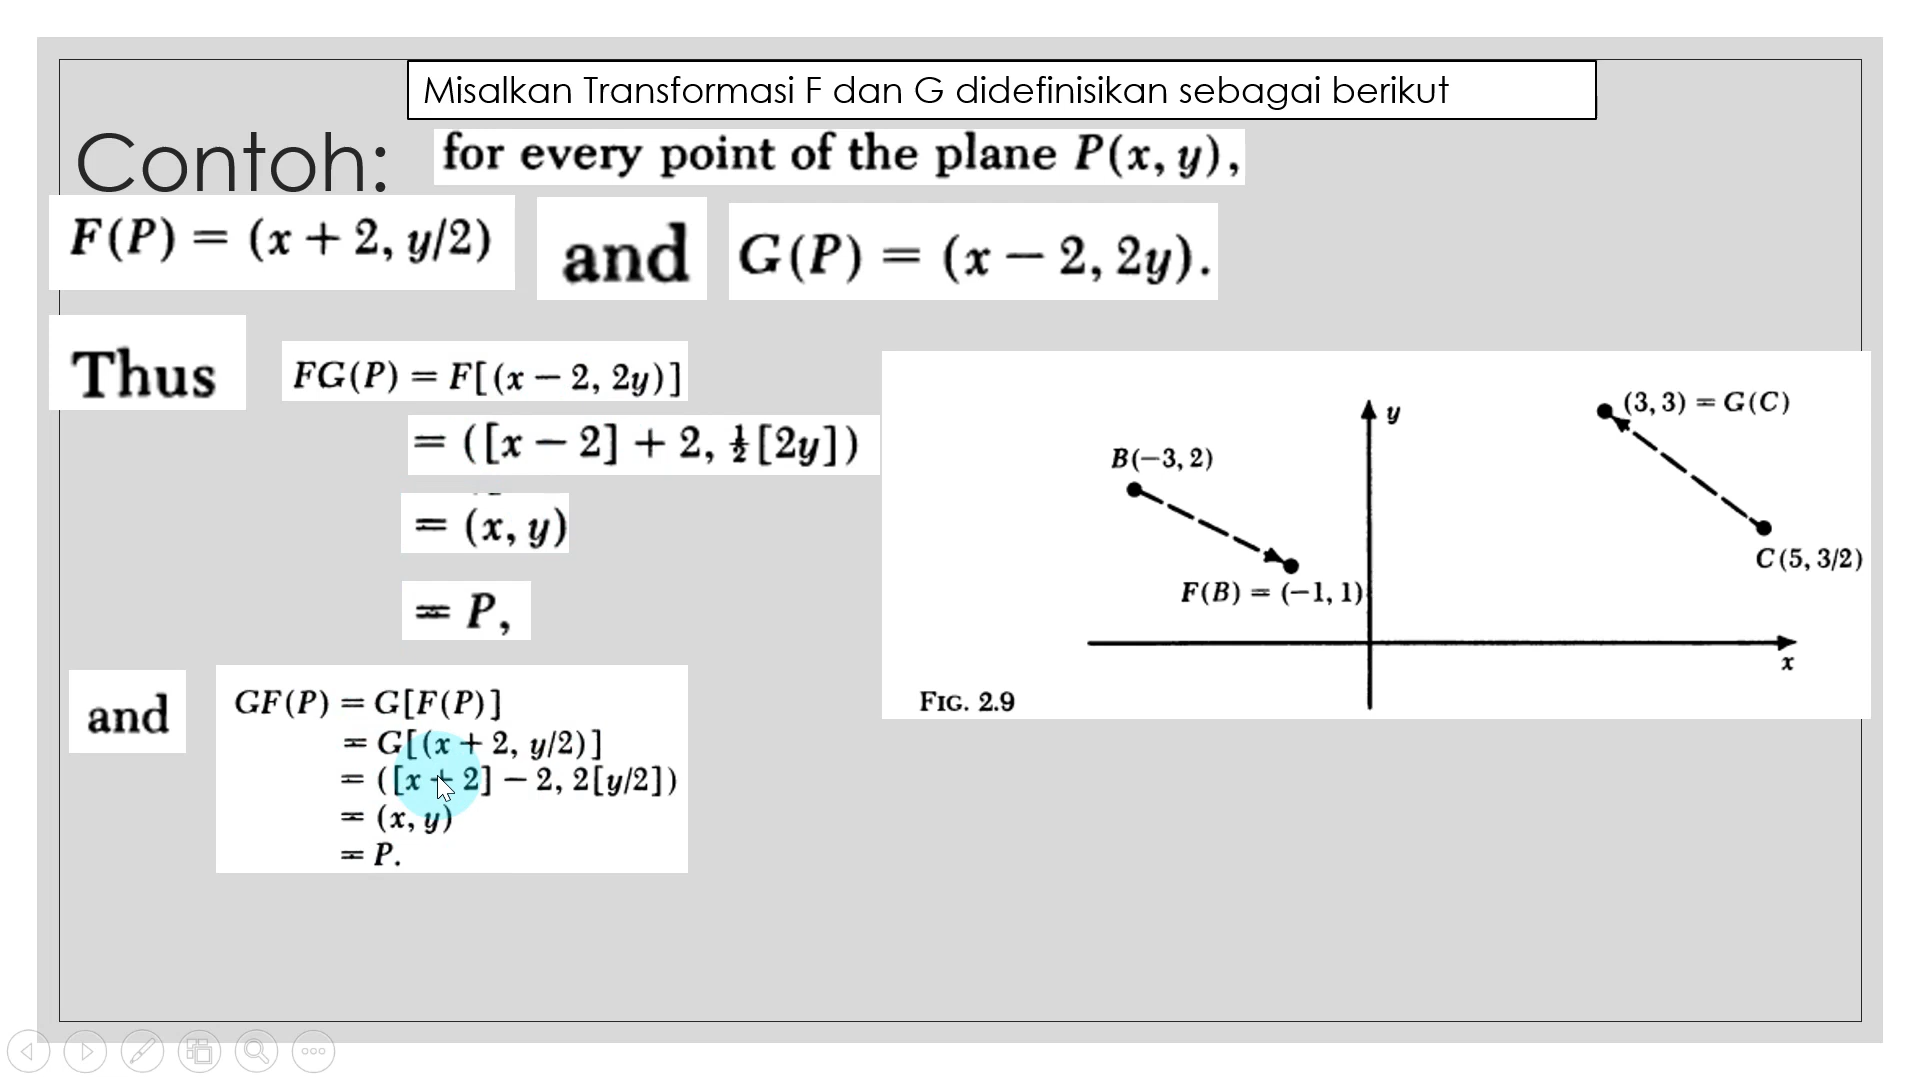 Misalkan Transformasi F dan G didefinisikan sebagai berikut
Contoh:
for every point of the plane P(x, y),
F(P) = (x + 2, y/2)
and
G(P) = (x − 2, 2y).
Thus
FG(P) = F[(x − 2, 2y)]
= ([x − 2] + 2, ½[2y])
= (x, y)
= P,
and
GF(P) = G[F(P)]
= G[(x + 2, y/2)]
= ([x + 2] − 2, 2[y/2])
= (x, y)
= P.
y
(3, 3) = G(C)
B(−3, 2)
C(5, 3/2)
F(B) = (−1, 1)
x
FIG. 2.9